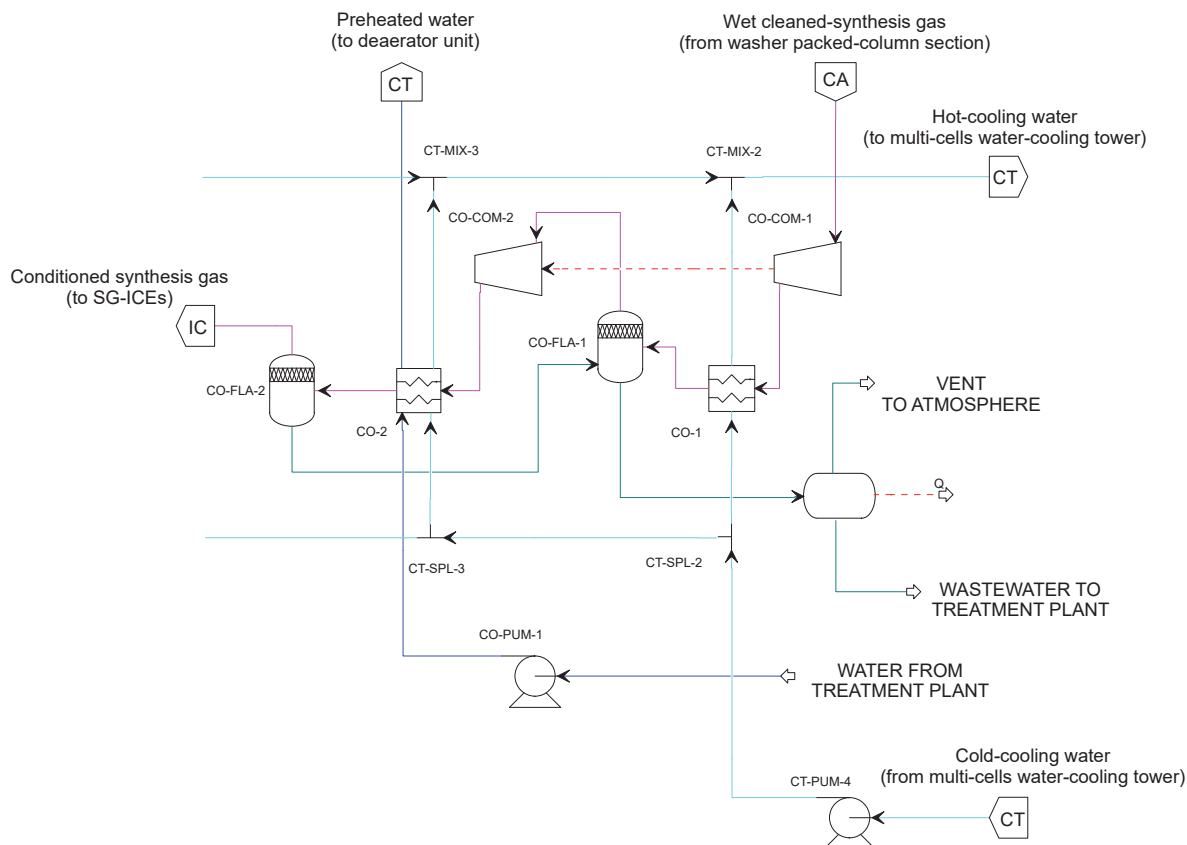 Preheated water
(to deaerator unit)
CT
Wet cleaned-synthesis gas
(from washer packed-column section)
CA
Hot-cooling water
(to multi-cells water-cooling tower)
CT
CT-MIX-3
CT-MIX-2
CO-COM-2
CO-COM-1
Conditioned synthesis gas
(to SG-ICEs)
IC
CO-FLA-1
CO-FLA-2
CO-2
CO-1
VENT
TO ATMOSPHERE
Q
CT-SPL-3
CT-SPL-2
WASTEWATER TO
TREATMENT PLANT
CO-PUM-1
WATER FROM
TREATMENT PLANT
Cold-cooling water
(from multi-cells water-cooling tower)
CT-PUM-4
CT